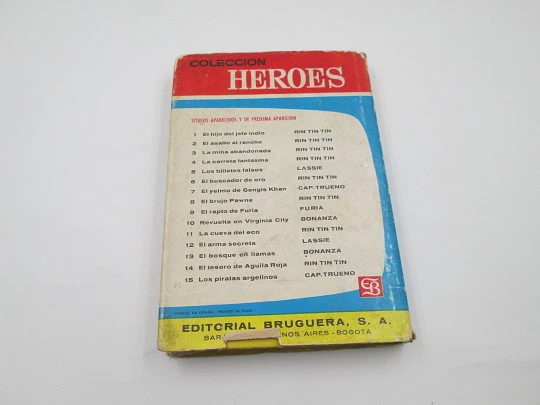 COLECCION
HEROES
TITULOS APARECIDOS Y DE PROXIMA APARICION
1 El hijo del jefe indio RIN TIN TIN
2 El asalto al rancho RIN TIN TIN
3 La mina abandonada RIN TIN TIN
4 La carreta fantasma RIN TIN TIN
5 Los billetes falsos LASSIE
6 El buscador de oro RIN TIN TIN
7 El yelmo de Gengis Khan CAP. TRUENO
8 El brujo Pawne RIN TIN TIN
9 El rapto de Furia FURIA
10 Revuelta en Virginia City BONANZA
11 La cueva del eco RIN TIN TIN
12 El arma secreta LASSIE
13 El bosque en llamas BONANZA
14 El tesoro de Aguila Roja RIN TIN TIN
15 Los piratas argelinos CAP. TRUENO
EDITORIAL BRUGUERA, S. A.
BAR ENOS AIRES - BOGOTA